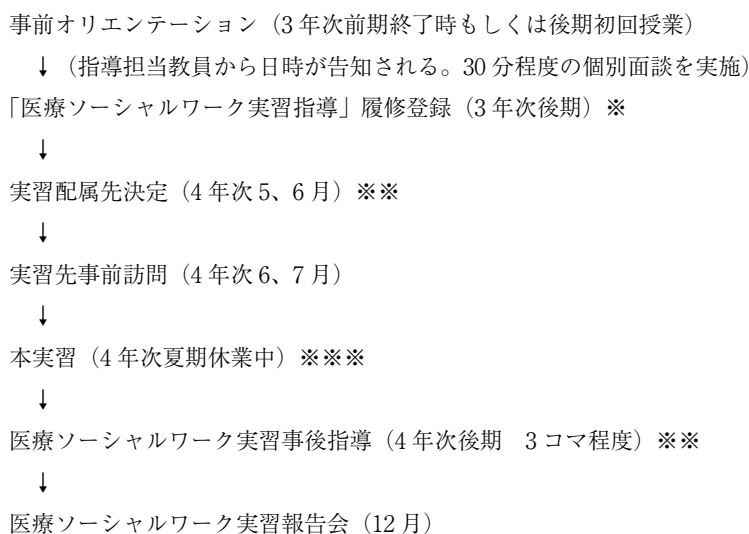 事前オリエンテーション（3 年次前期終了時もしくは後期初回授業）
↓（指導担当教員から日時が告知される。30 分程度の個別面談を実施）
「医療ソーシャルワーク実習指導」履修登録（3 年次後期）※
↓
実習配属先決定（4 年次 5、6 月）※※
↓
実習先事前訪問（4 年次 6、7 月）
↓
本実習（4 年次夏期休業中）※※※
↓
医療ソーシャルワーク実習事後指導（4 年次後期　3 コマ程度）※※
↓
医療ソーシャルワーク実習報告会（12 月）